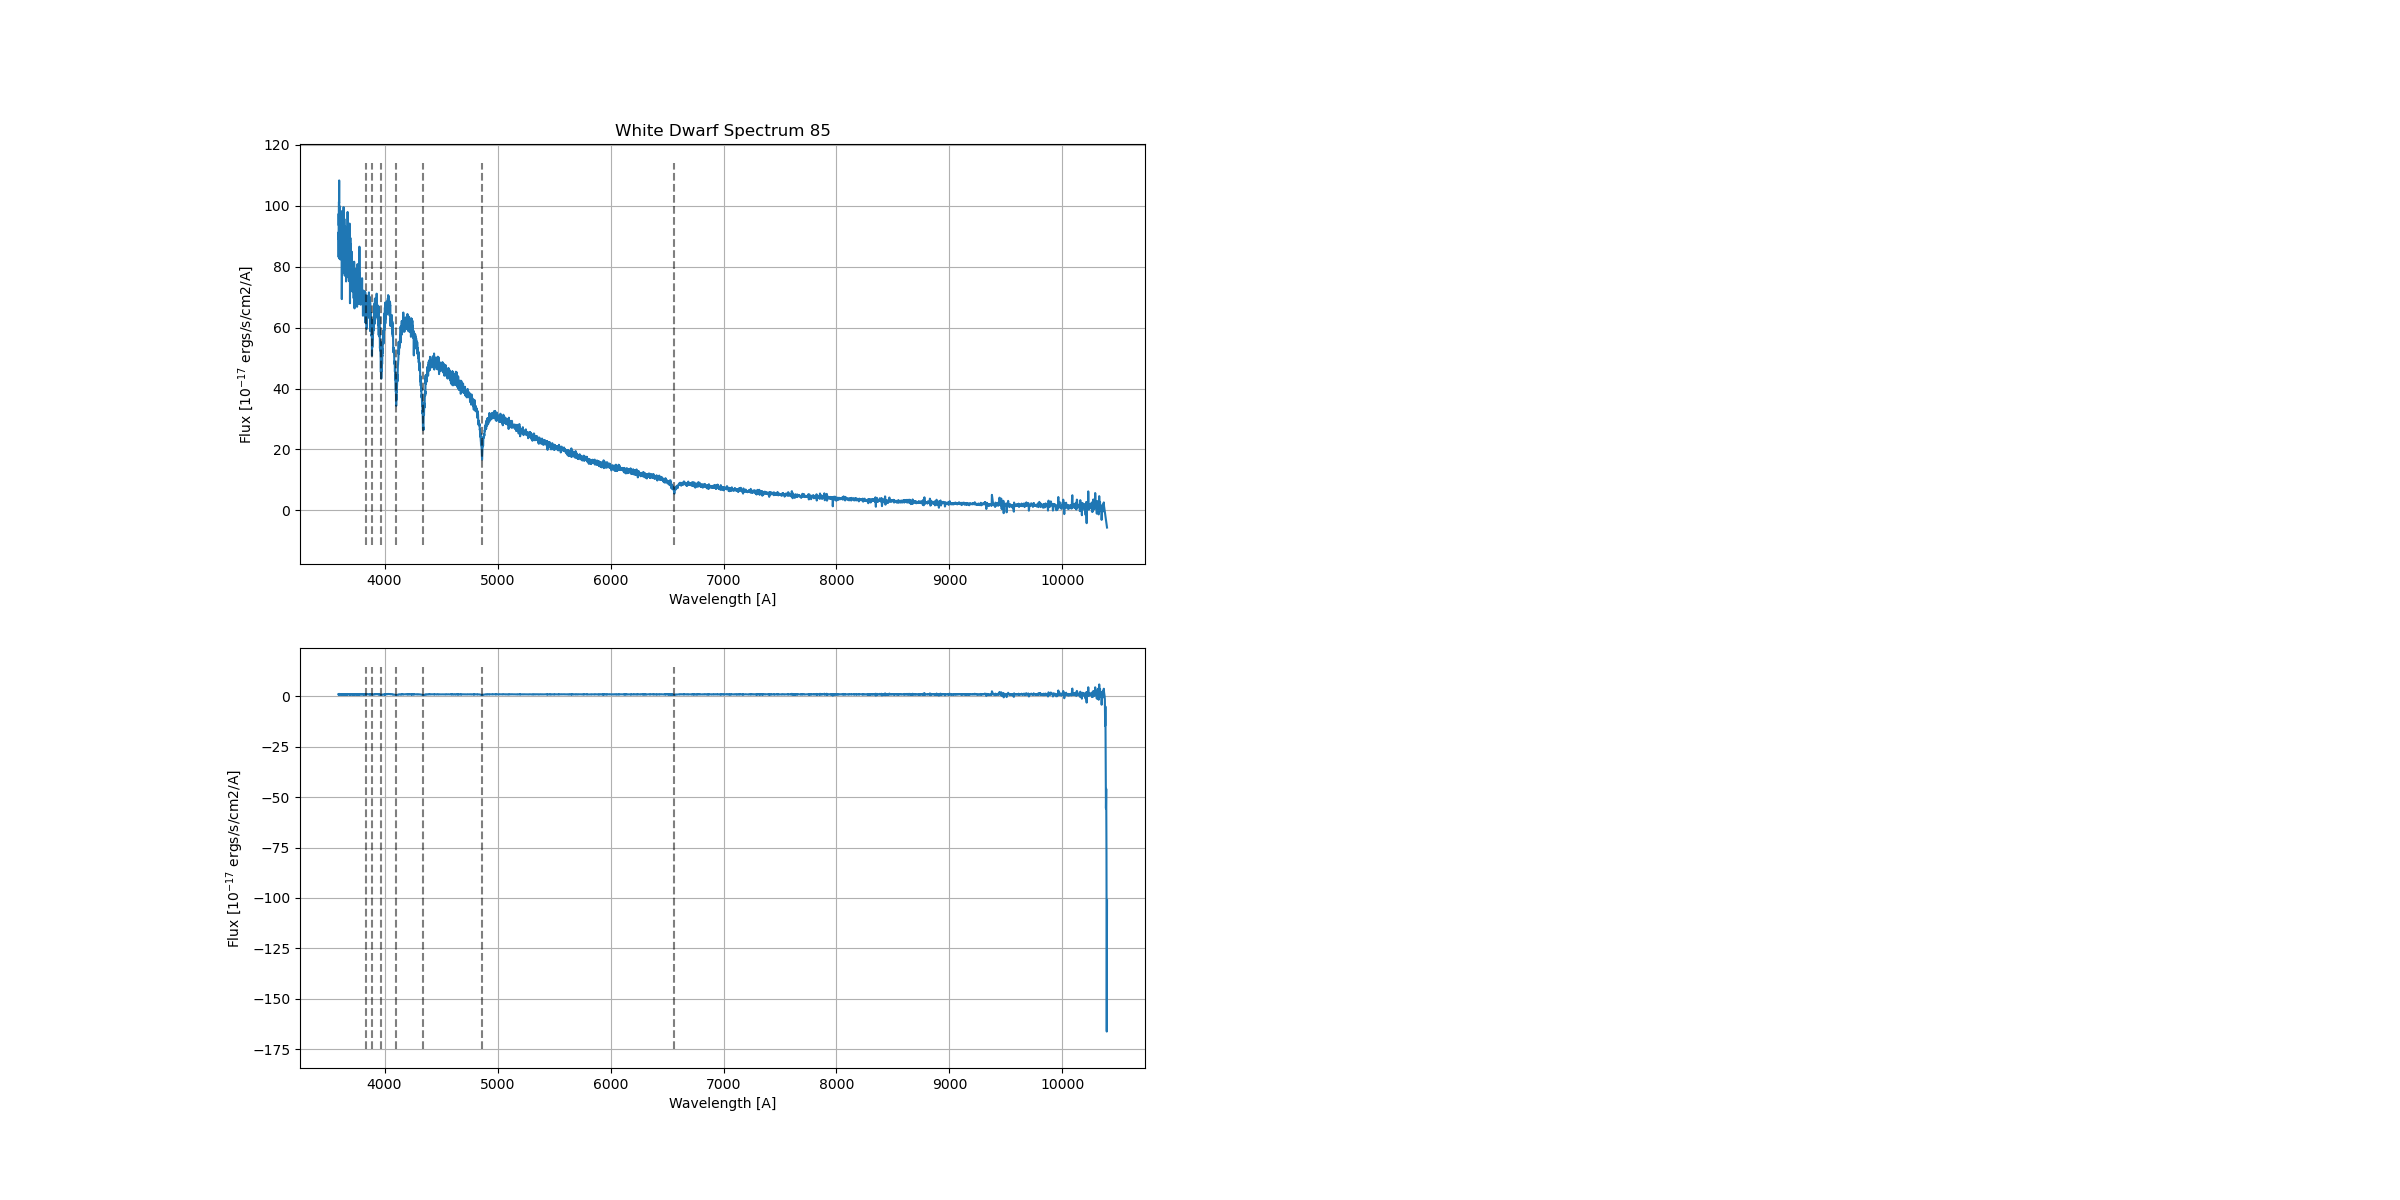 White Dwarf Spectrum 85
120
100
80
60
40
20
0
Flux [10⁻¹⁷ ergs/s/cm2/A]
4000 5000 6000 7000 8000 9000 10000
Wavelength [A]
0
−25
−50
−75
−100
−125
−150
−175
Flux [10⁻¹⁷ ergs/s/cm2/A]
4000 5000 6000 7000 8000 9000 10000
Wavelength [A]